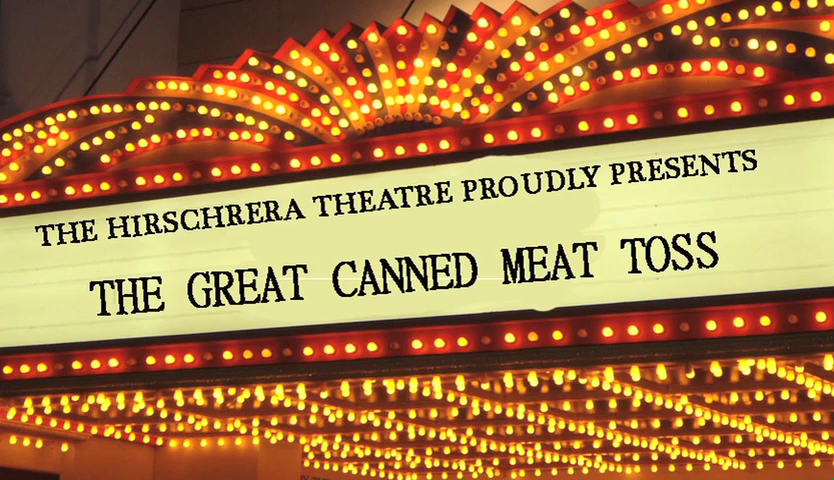 THE HIRSCHRERA THEATRE PROUDLY PRESENTS
THE GREAT CANNED MEAT TOSS